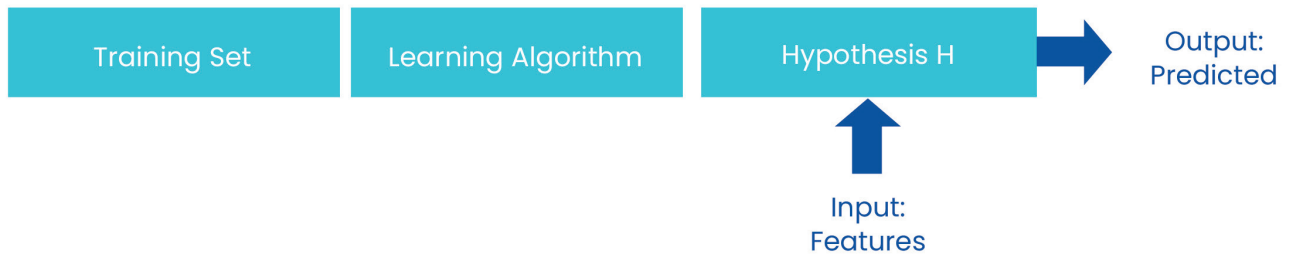 Training Set
Learning Algorithm
Hypothesis H
Output:
Predicted
Input:
Features